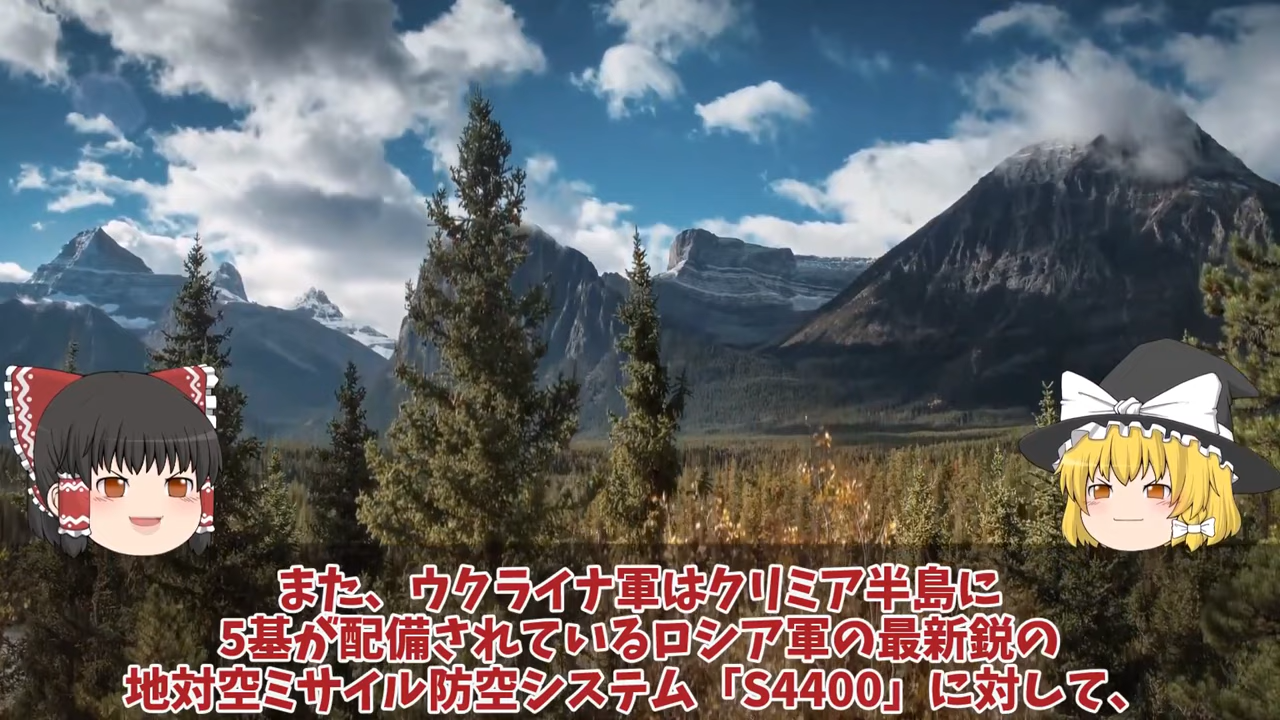 また、ウクライナ軍はクリミア半島に
5基が配備されているロシア軍の最新鋭の
地対空ミサイル防空システム「S4400」に対して、